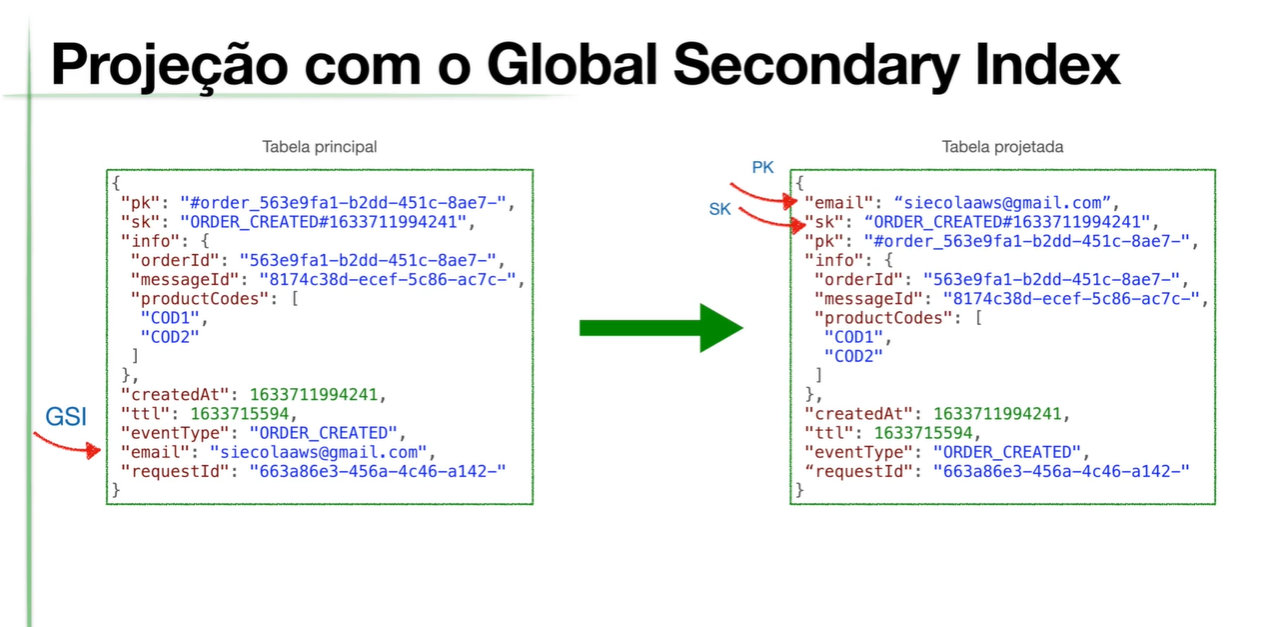 Projeção com o Global Secondary Index
Tabela principal
{
"pk": "#order_563e9fa1-b2dd-451c-8ae7-",
"sk": "ORDER_CREATED#1633711994241",
"info": {
"orderId": "563e9fa1-b2dd-451c-8ae7-",
"messageId": "8174c38d-ecef-5c86-ac7c-",
"productCodes": [
"COD1",
"COD2"
]
},
"createdAt": 1633711994241,
"ttl": 1633715594,
"eventType": "ORDER_CREATED",
"email": "siecolaaws@gmail.com",
"requestId": "663a86e3-456a-4c46-a142-"
}
GSI
Tabela projetada
PK
SK
{
"email": “siecolaaws@gmail.com”,
"sk": “ORDER_CREATED#1633711994241",
"pk": "#order_563e9fa1-b2dd-451c-8ae7-",
"info": {
"orderId": "563e9fa1-b2dd-451c-8ae7-",
"messageId": "8174c38d-ecef-5c86-ac7c-",
"productCodes": [
"COD1",
"COD2"
]
},
"createdAt": 1633711994241,
"ttl": 1633715594,
"eventType": "ORDER_CREATED",
“requestId": "663a86e3-456a-4c46-a142-"
}